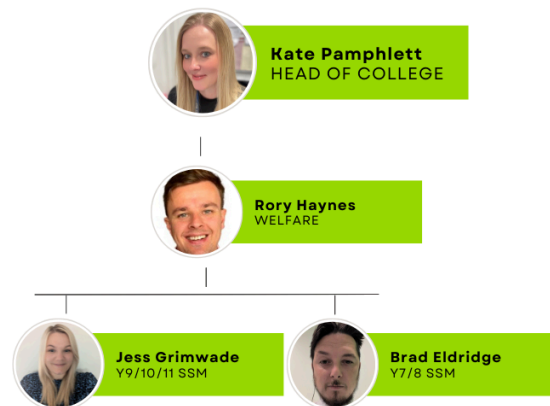 Kate Pamphlett
HEAD OF COLLEGE
Rory Haynes
WELFARE
Jess Grimwade
Y9/10/11 SSM
Brad Eldridge
Y7/8 SSM